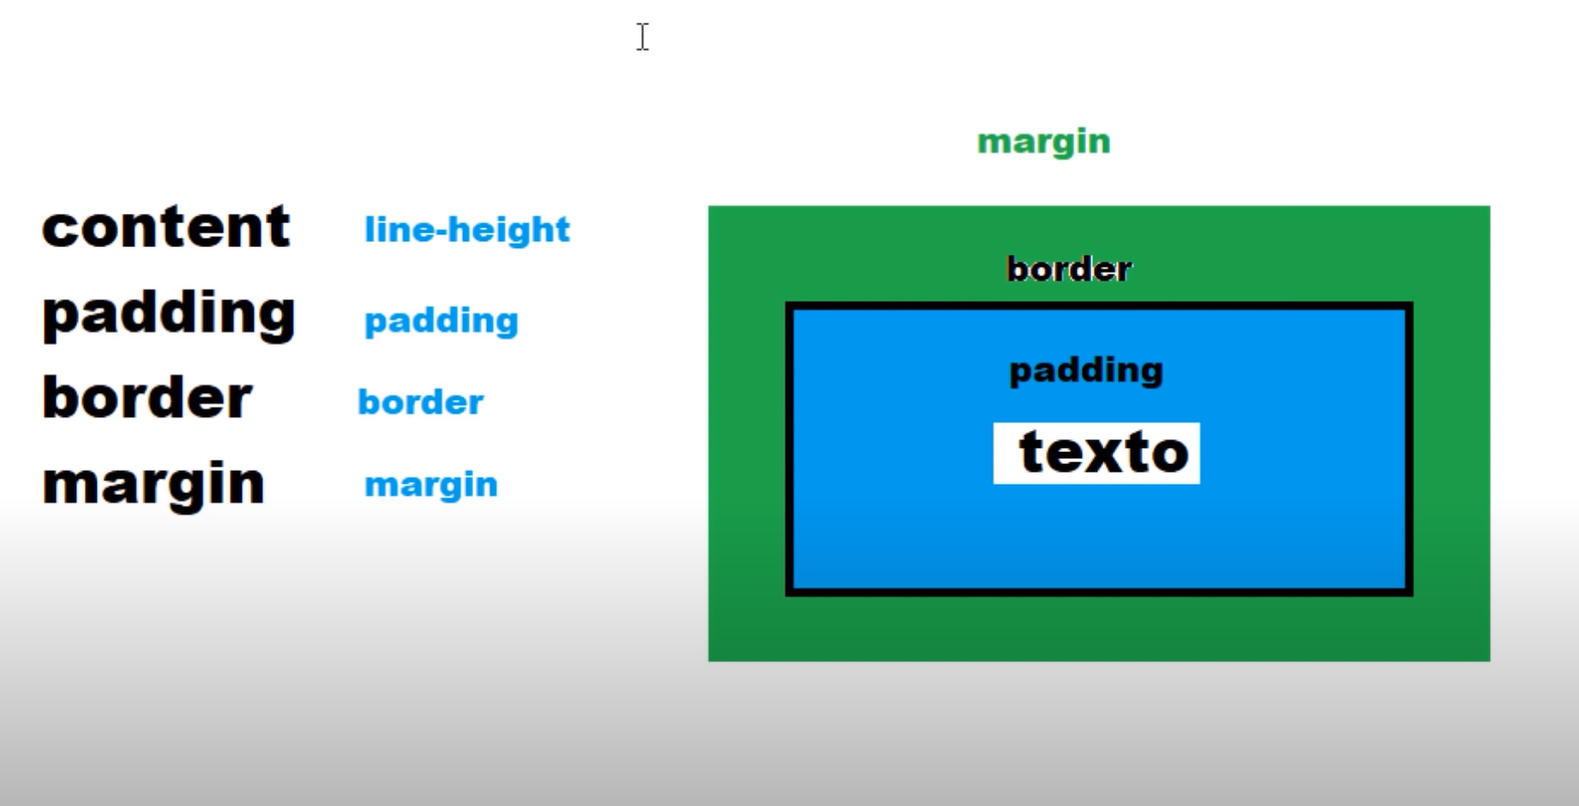 content
line-height
padding
padding
border
border
margin
margin
margin
border
padding
texto